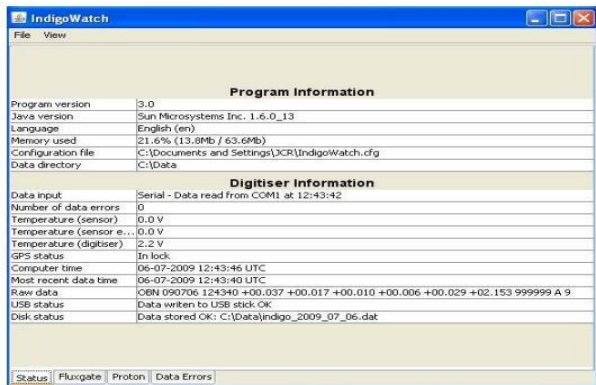 IndigoWatch
File View
Program Information
Program version 3.0
Java version Sun Microsystems Inc. 1.6.0_13
Language English (en)
Memory used 21.6% (13.8Mb / 63.6Mb)
Configuration file C:\Documents and Settings\JCR\IndigoWatch.cfg
Data directory C:\Data
Digitiser Information
Data input Serial - Data read from COM1 at 12:43:42
Number of data errors 0
Temperature (sensor) 0.0 V
Temperature (sensor e... 0.0 V
Temperature (digitiser) 2.2 V
GPS status In lock
Computer time 06-07-2009 12:43:46 UTC
Most recent data time 06-07-2009 12:43:40 UTC
Raw data OBN 090706 124340 +00.037 +00.017 +00.010 +00.006 +00.029 +02.153 999999 A 9
USB status Data writen to USB stick OK
Disk status Data stored OK: C:\Data\indigo_2009_07_06.dat
Status Fluxgate Proton Data Errors